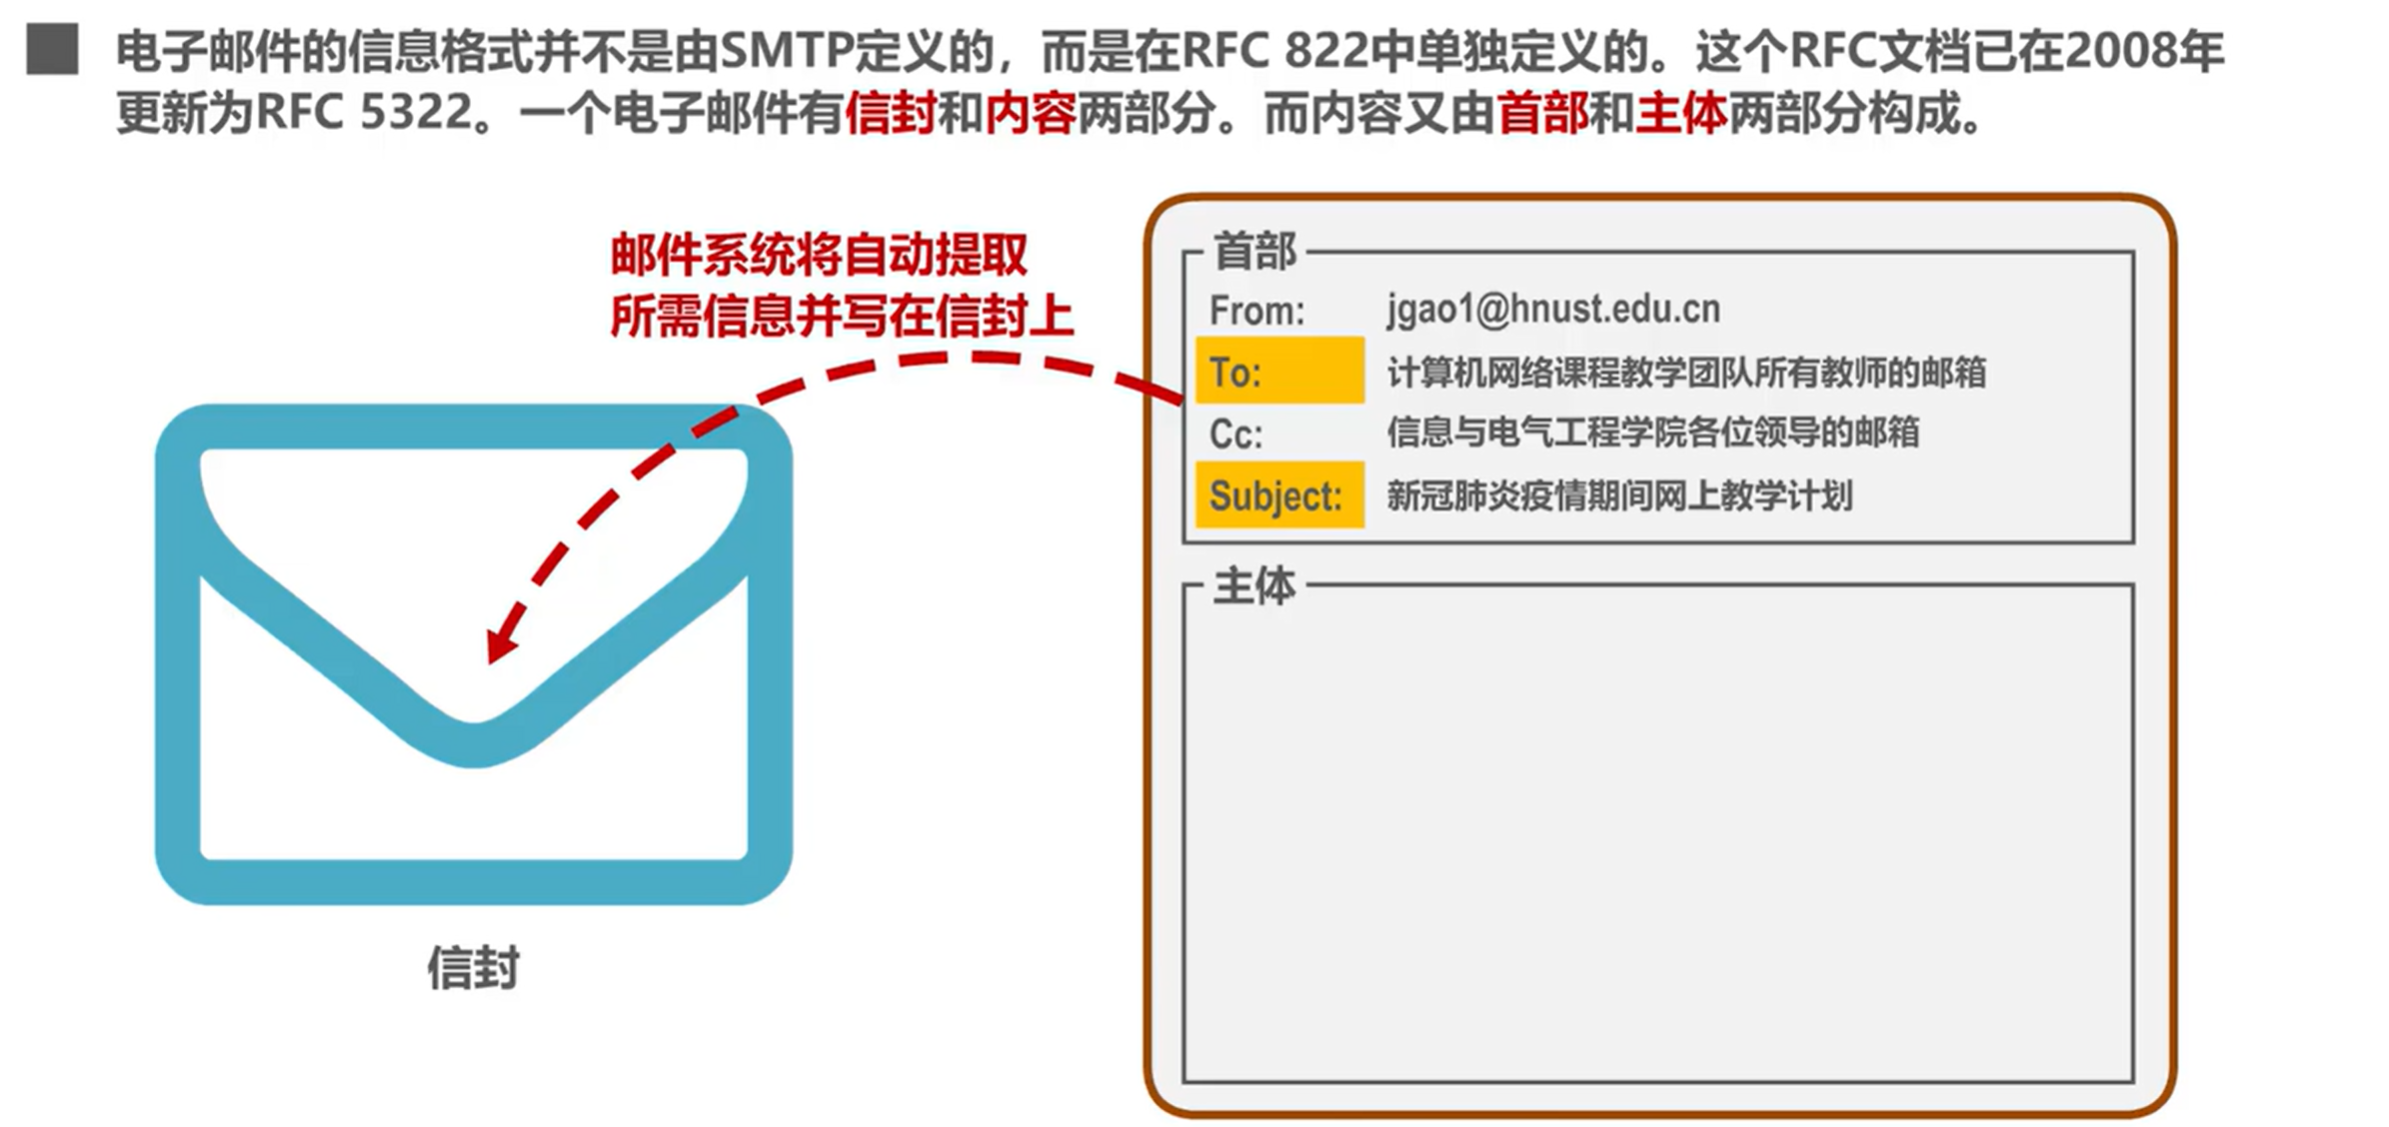 电子邮件的信息格式并不是由SMTP定义的，而是在RFC 822中单独定义的。这个RFC文档已在2008年
更新为RFC 5322。一个电子邮件有信封和内容两部分。而内容又由首部和主体两部分构成。
邮件系统将自动提取
所需信息并写在信封上
信封
首部
From: jgao1@hnust.edu.cn
To: 计算机网络课程教学团队所有教师的邮箱
Cc: 信息与电气工程学院各位领导的邮箱
Subject: 新冠肺炎疫情期间网上教学计划
主体